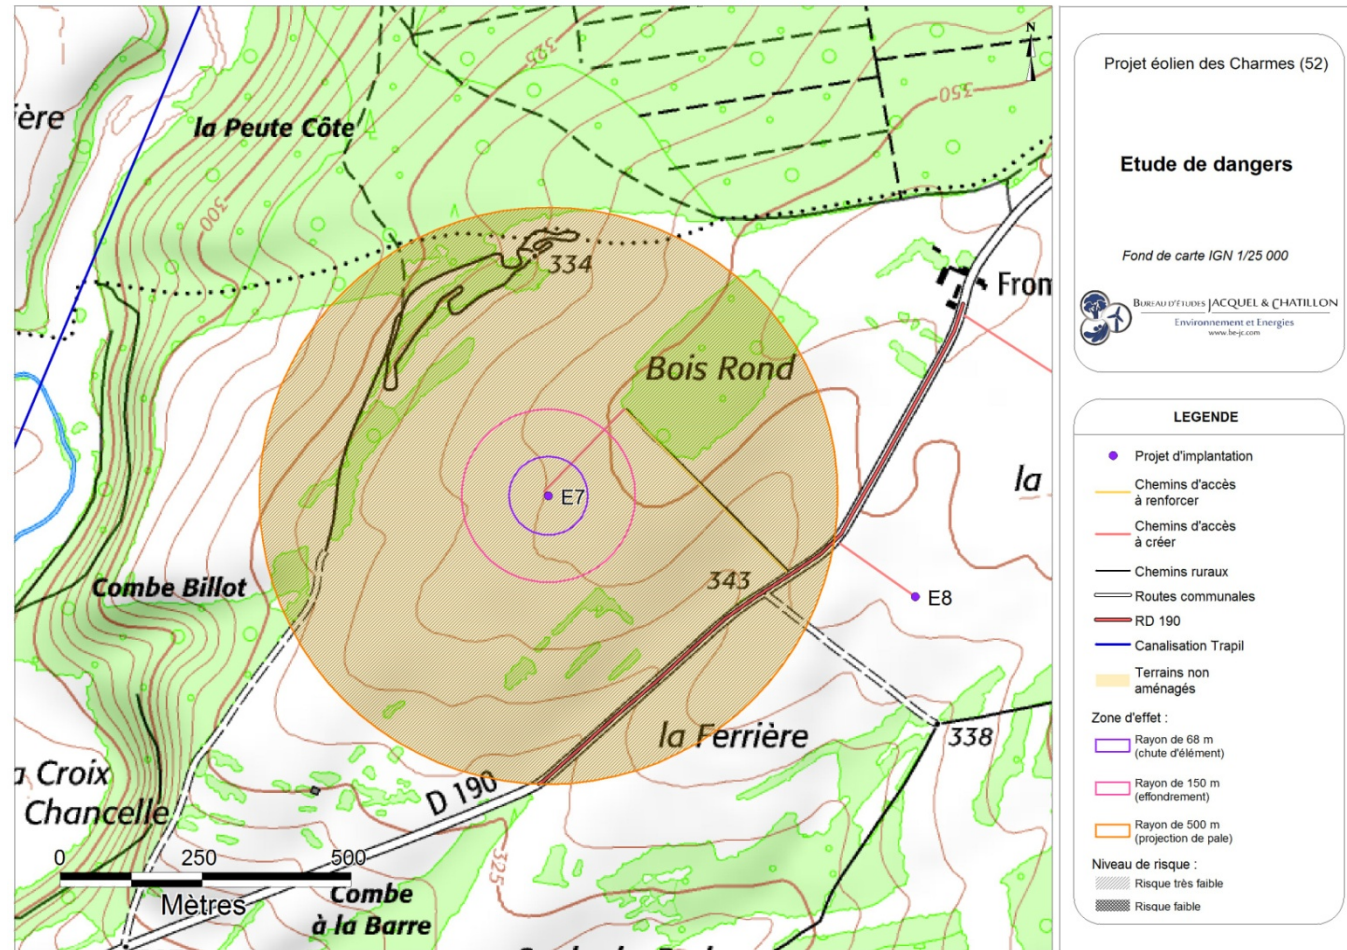 ière
la Peute Côte
325
350
N
300
334
From
Bois Rond
la
E7
343
E8
Combe Billot
la Ferrière
338
a Croix
Chancelle
D 190
325
0 250 500
Mètres
Combe
à la Barre
Projet éolien des Charmes (52)
Etude de dangers
Fond de carte IGN 1/25 000
BUREAU D'ÉTUDES JACQUEL & CHATILLON
Environnement et Energies
www.be-jc.com
LEGENDE
Projet d'implantation
Chemins d'accès
à renforcer
Chemins d'accès
à créer
Chemins ruraux
Routes communales
RD 190
Canalisation Trapil
Terrains non
aménagés
Zone d'effet :
Rayon de 68 m
(chute d'élément)
Rayon de 150 m
(effondrement)
Rayon de 500 m
(projection de pale)
Niveau de risque :
Risque très faible
Risque faible